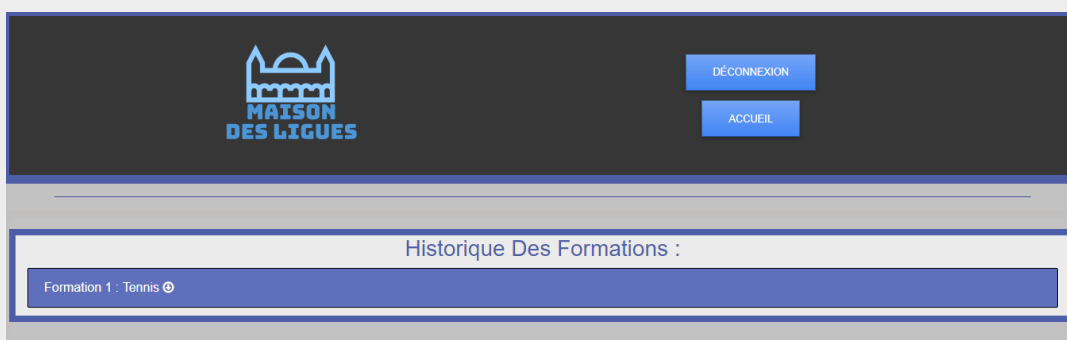 MAISON
DES LIGUES
DÉCONNEXION
ACCUEIL
Historique Des Formations :
Formation 1 : Tennis